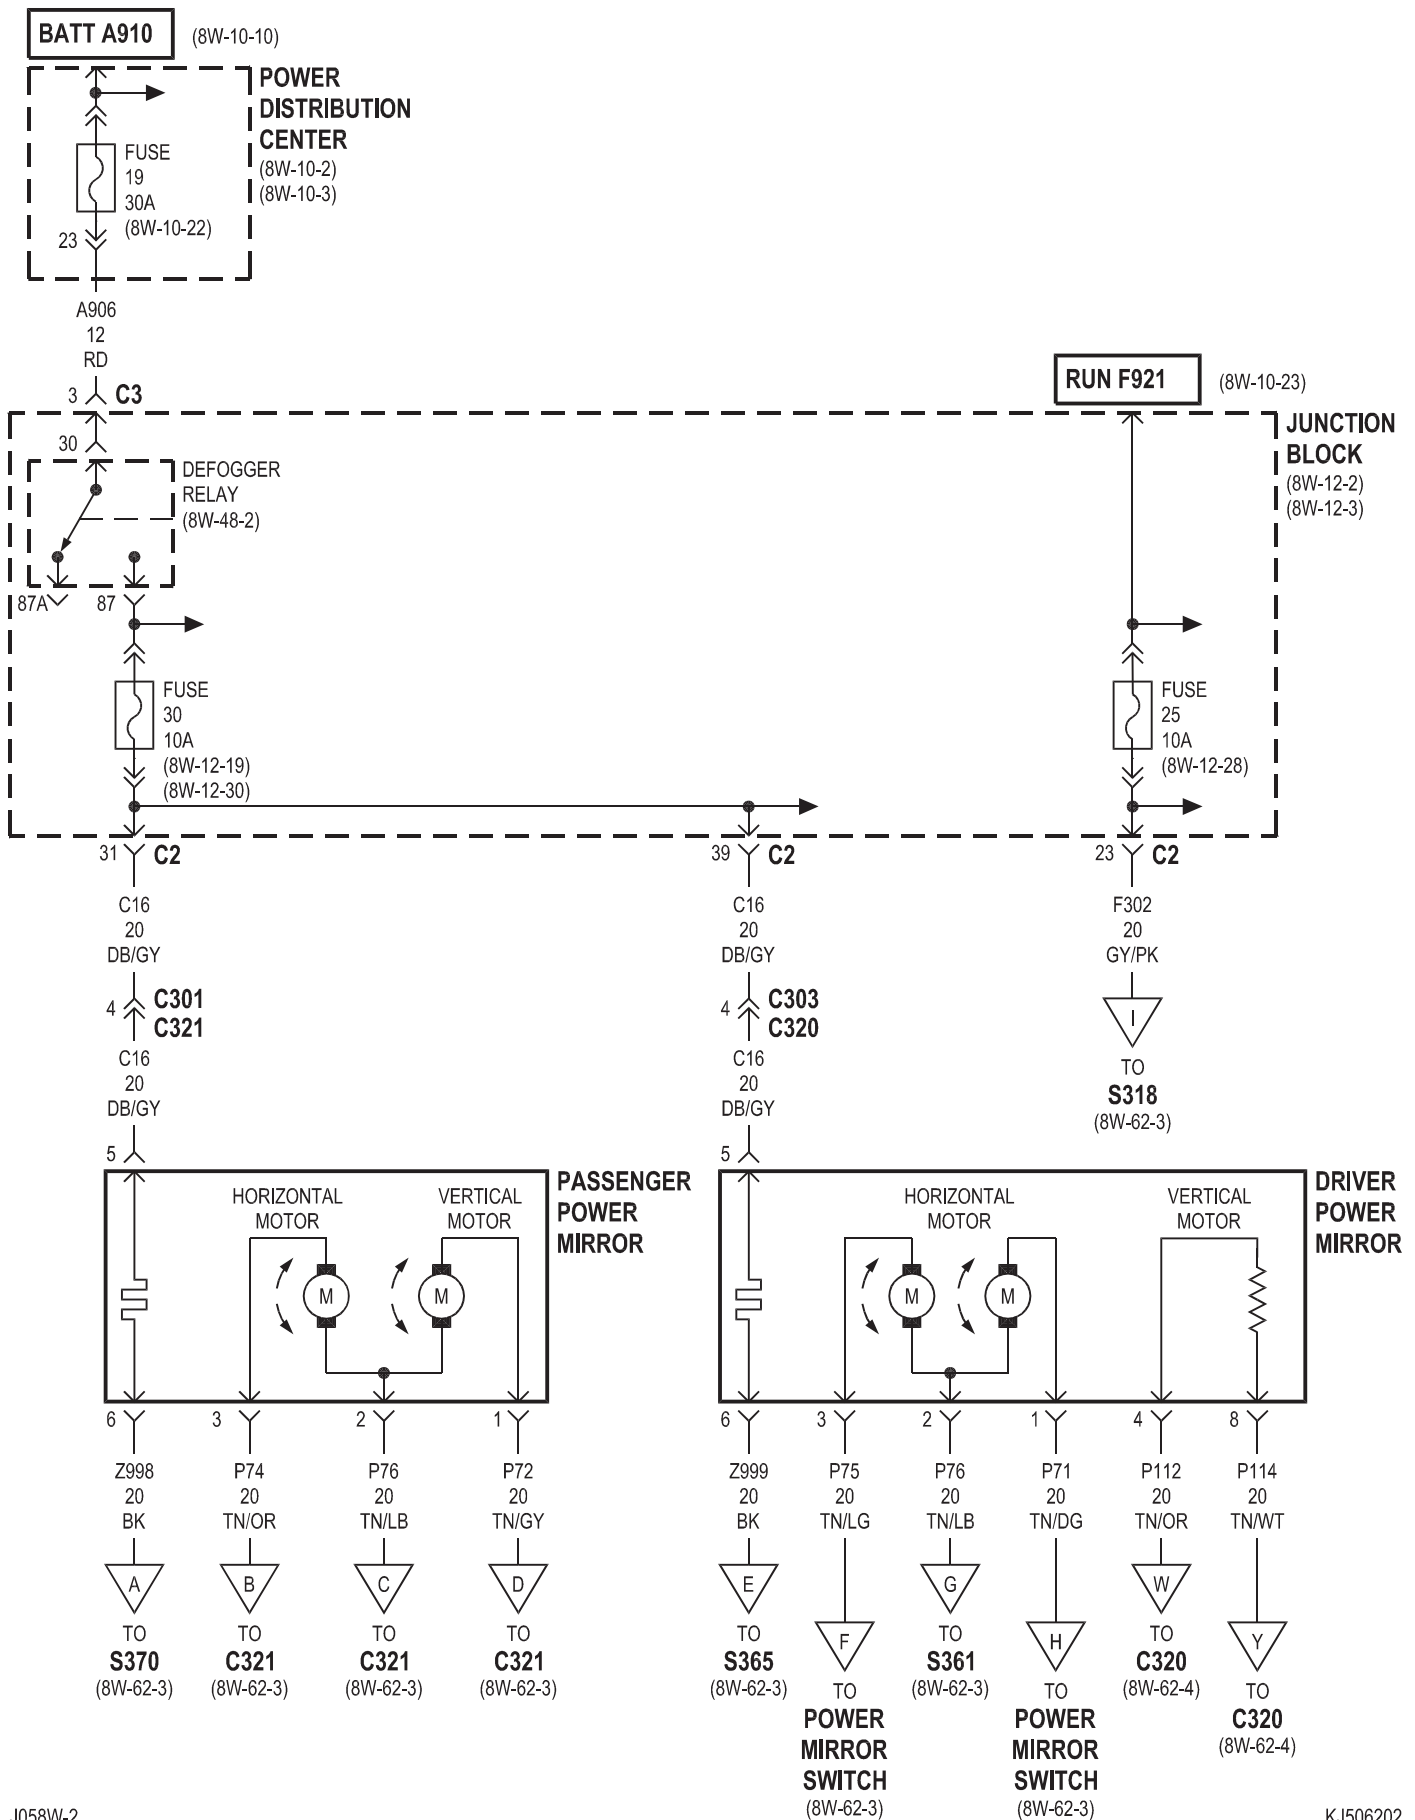 BATT A910 (8W-10-10)
POWER
DISTRIBUTION
CENTER
(8W-10-2)
(8W-10-3)
FUSE
19
30A
(8W-10-22)
23
A906
12
RD
3 C3
RUN F921 (8W-10-23)
JUNCTION
BLOCK
(8W-12-2)
(8W-12-3)
30
DEFOGGER
RELAY
(8W-48-2)
87A 87
FUSE
30
10A
(8W-12-19)
(8W-12-30)
FUSE
25
10A
(8W-12-28)
31 C2
39 C2
23 C2
C16
20
DB/GY
C16
20
DB/GY
F302
20
GY/PK
4 C301
C321
4 C303
C320
I
TO
S318
(8W-62-3)
C16
20
DB/GY
C16
20
DB/GY
5
5
PASSENGER
POWER
MIRROR
HORIZONTAL
MOTOR
VERTICAL
MOTOR
M M
DRIVER
POWER
MIRROR
HORIZONTAL
MOTOR
VERTICAL
MOTOR
M M
6 3 2 1
6 3 2 1 4 8
Z998
20
BK
A
TO
S370
(8W-62-3)
P74
20
TN/OR
B
TO
C321
(8W-62-3)
P76
20
TN/LB
C
TO
C321
(8W-62-3)
P72
20
TN/GY
D
TO
C321
(8W-62-3)
Z999
20
BK
E
TO
S365
(8W-62-3)
P75
20
TN/LG
F
TO
POWER
MIRROR
SWITCH
(8W-62-3)
P76
20
TN/LB
G
TO
S361
(8W-62-3)
P71
20
TN/DG
H
TO
POWER
MIRROR
SWITCH
(8W-62-3)
P112
20
TN/OR
W
TO
C320
(8W-62-4)
P114
20
TN/WT
Y
TO
C320
(8W-62-4)
J058W-2
KJ506202